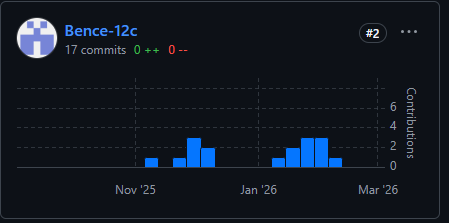 Bence-12c
#2
17 commits 0 ++ 0 --
6
4
2
0
Contributions
Nov '25 Jan '26 Mar '26